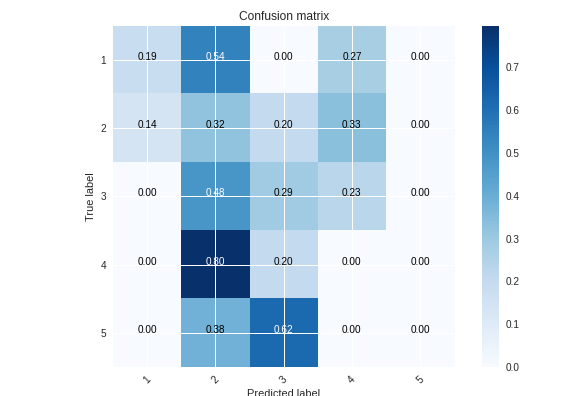 Confusion matrix
1 0.19 0.54 0.00 0.27 0.00
2 0.14 0.32 0.20 0.33 0.00
3 0.00 0.48 0.29 0.23 0.00
4 0.00 0.80 0.20 0.00 0.00
5 0.00 0.38 0.62 0.00 0.00
True label
1 2 3 4 5
Predicted label
0.7
0.6
0.5
0.4
0.3
0.2
0.1
0.0